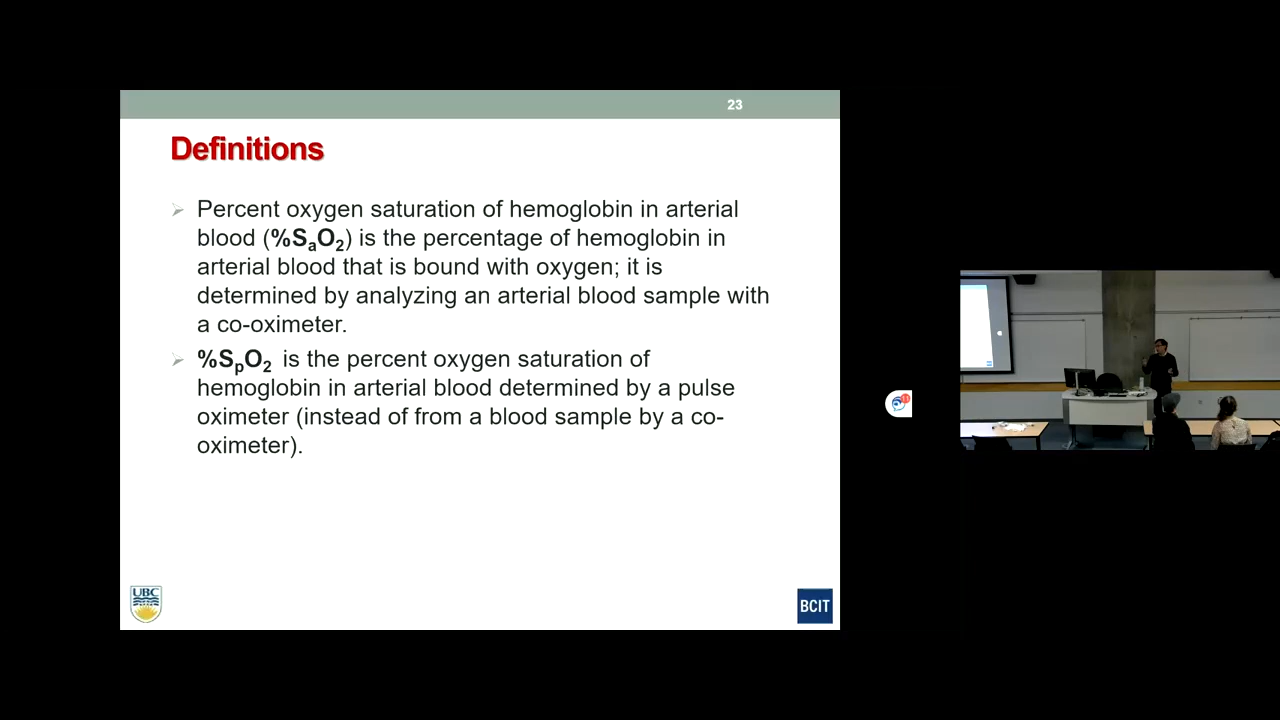 23
Definitions
Percent oxygen saturation of hemoglobin in arterial
blood (%SaO2) is the percentage of hemoglobin in
arterial blood that is bound with oxygen; it is
determined by analyzing an arterial blood sample with
a co-oximeter.
%SpO2 is the percent oxygen saturation of
hemoglobin in arterial blood determined by a pulse
oximeter (instead of from a blood sample by a co-
oximeter).
UBC
BCIT